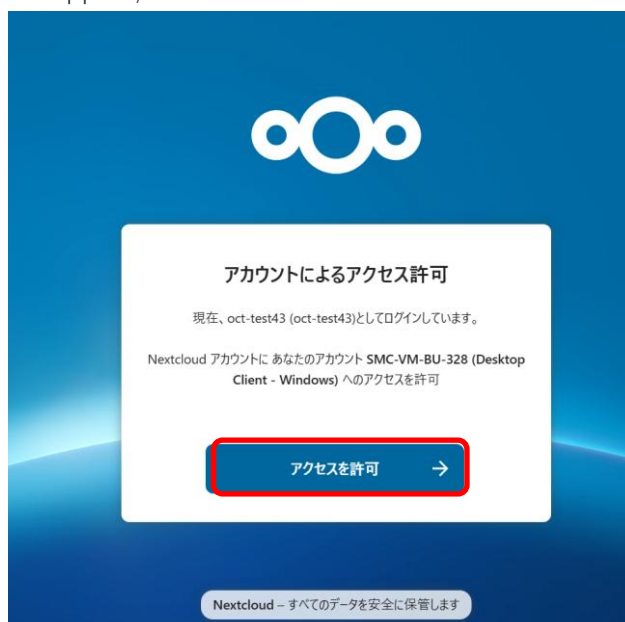 アカウントによるアクセス許可
現在、oct-test43 (oct-test43)としてログインしています。
Nextcloud アカウントに あなたのアカウント SMC-VM-BU-328 (Desktop
Client - Windows) へのアクセスを許可
アクセスを許可 →
Nextcloud – すべてのデータを安全に保管します